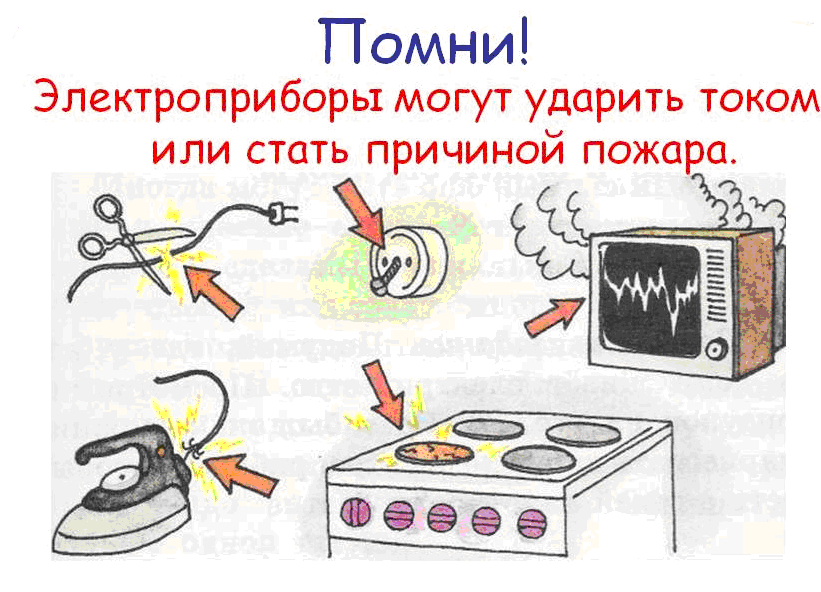 Помни!
Электроприборы могут ударить током
или стать причиной пожара.